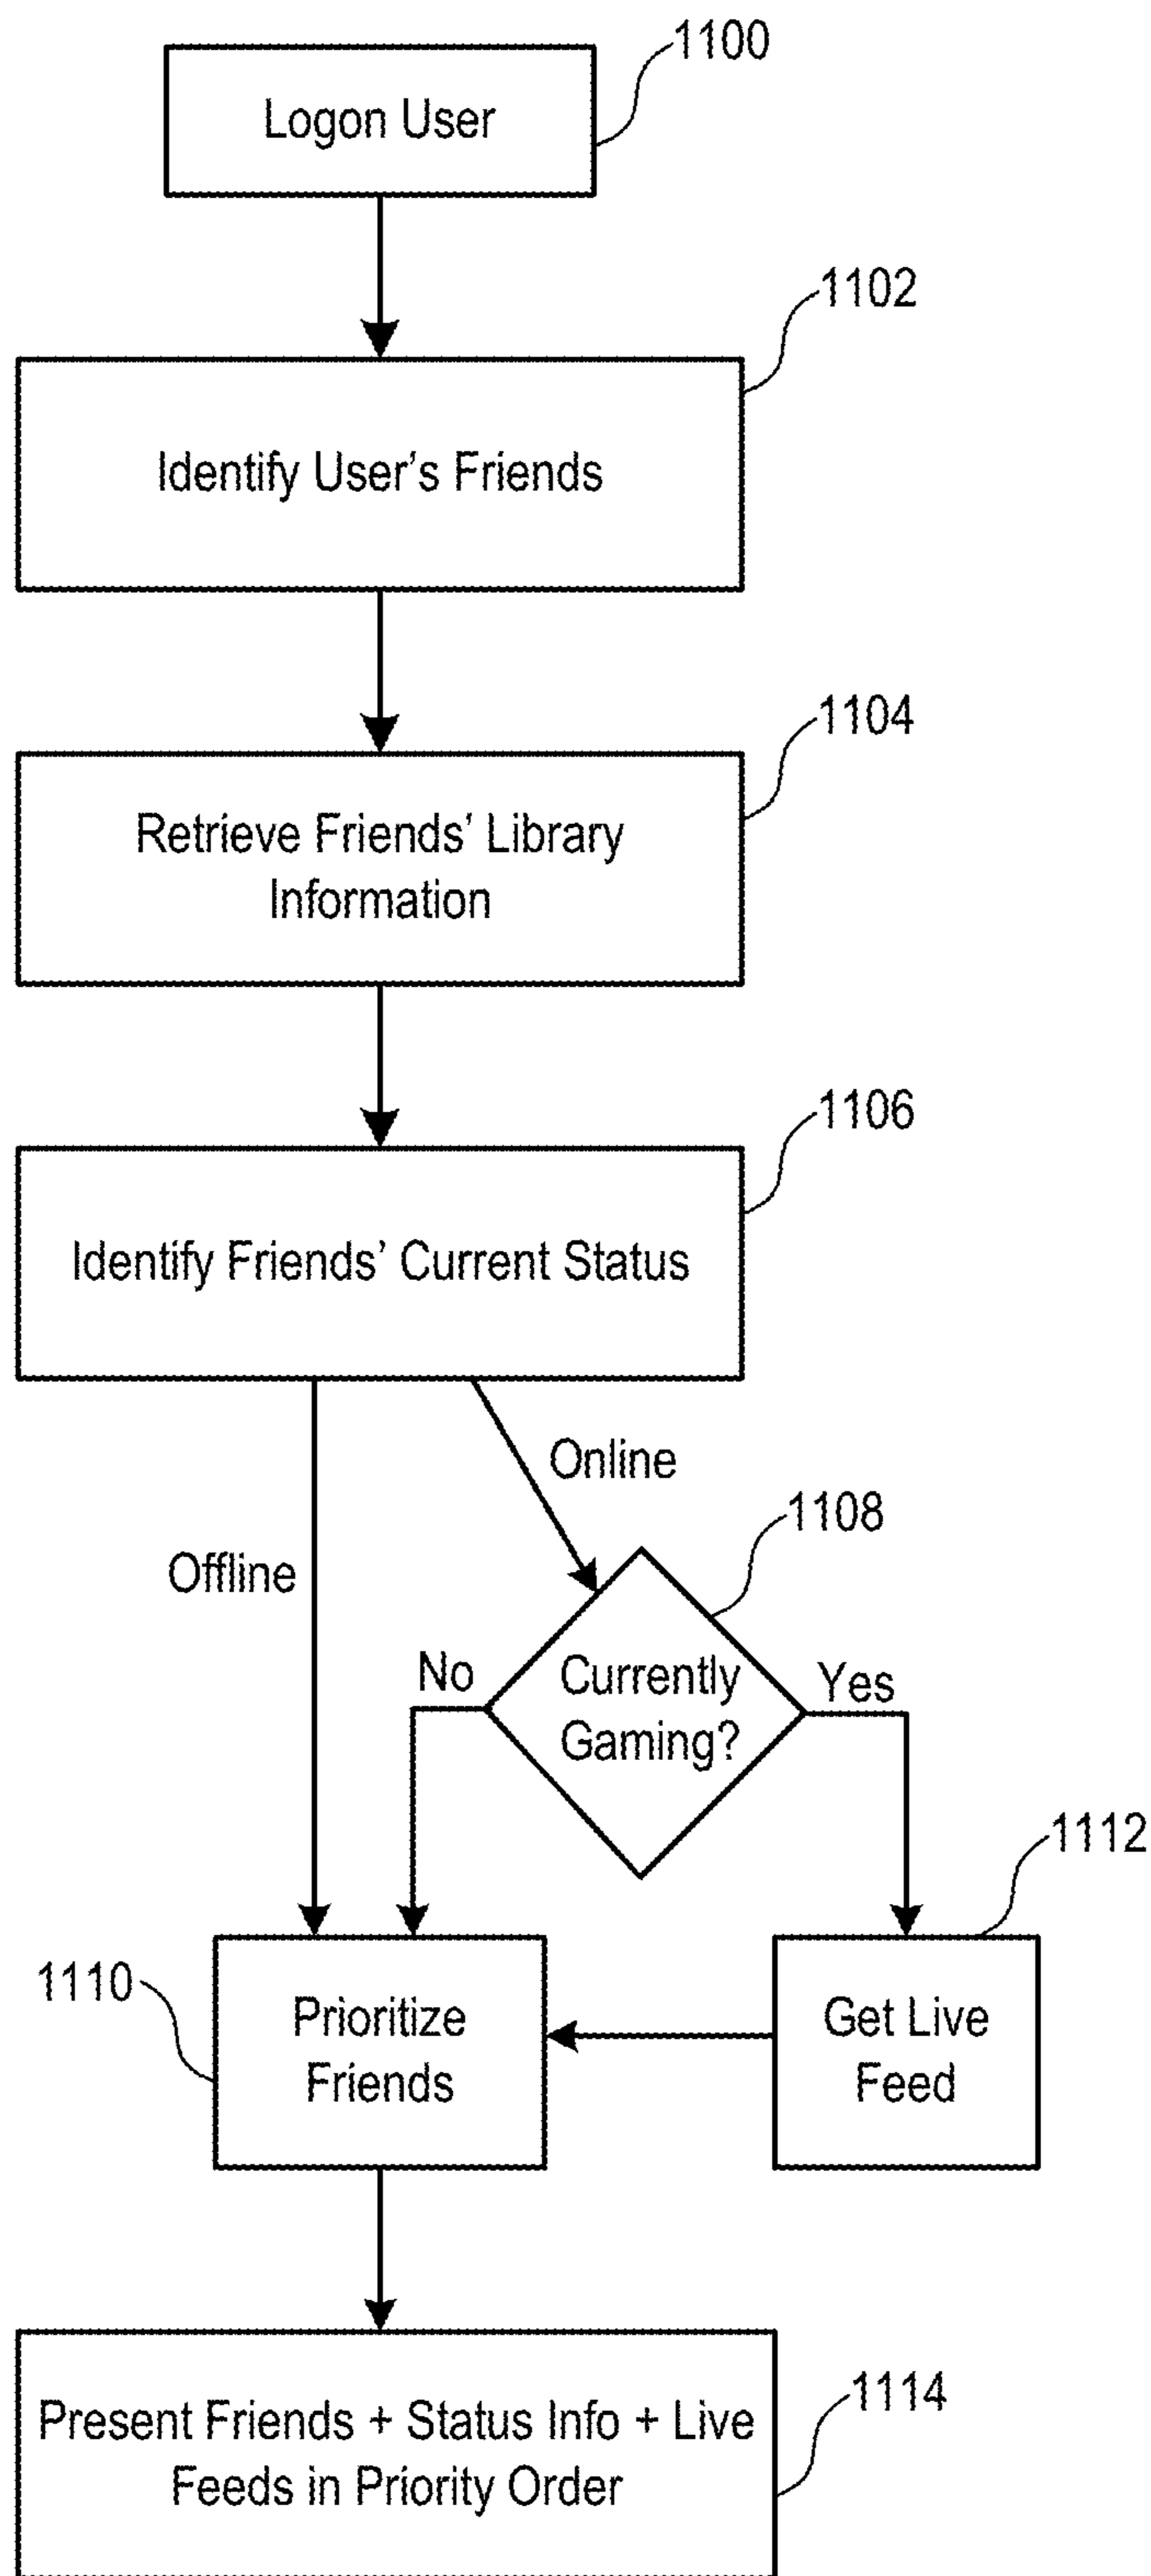 1100
Logon User
1102
Identify User's Friends
1104
Retrieve Friends' Library
Information
1106
Identify Friends' Current Status
Online
1108
Offline
No
Currently
Gaming?
Yes
1112
1110
Prioritize
Friends
Get Live
Feed
1114
Present Friends + Status Info + Live
Feeds in Priority Order